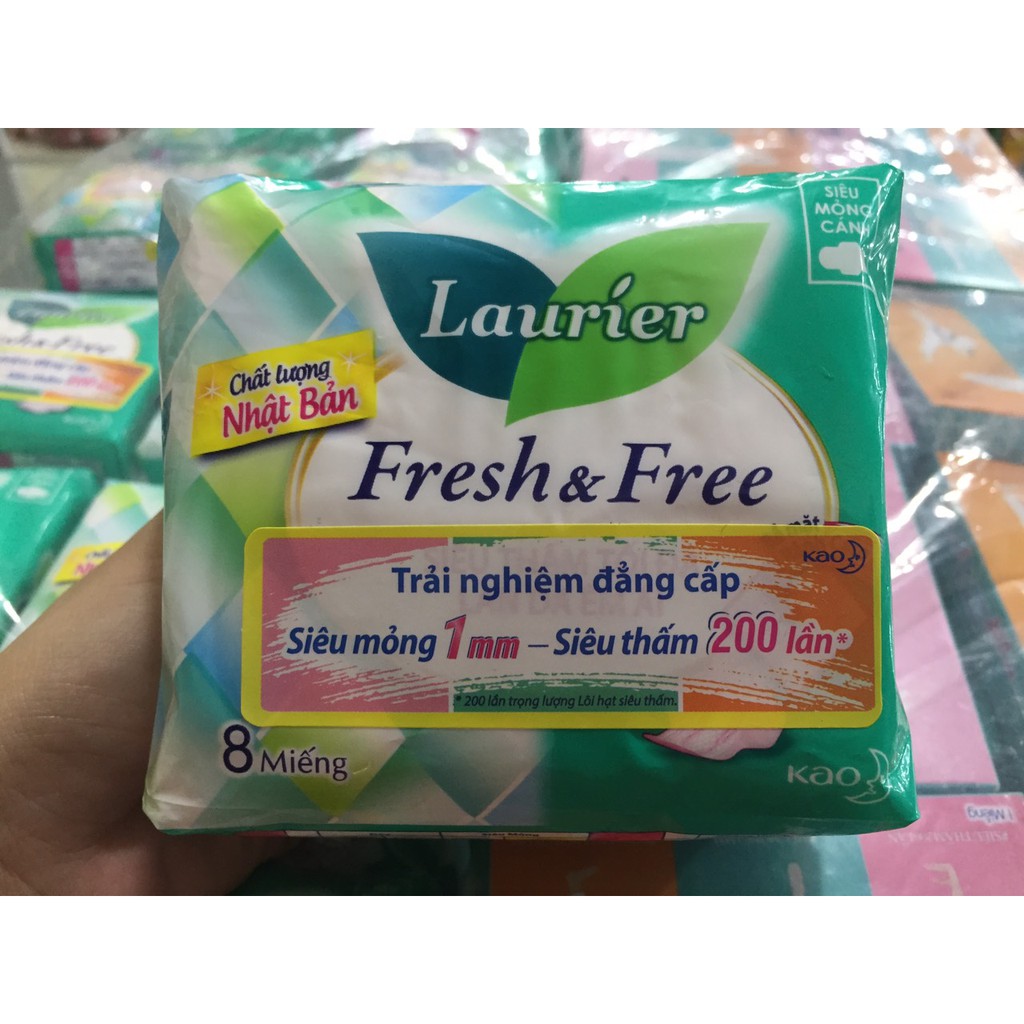 SIÊU
MỎNG
CÁNH
Laurier
Chất lượng
Nhật Bản
Fresh & Free
Kao
Trải nghiệm đẳng cấp
Siêu mỏng 1mm – Siêu thấm 200 lần*
* 200 lần trọng lượng Lõi hạt siêu thấm.
8 Miếng
Kao